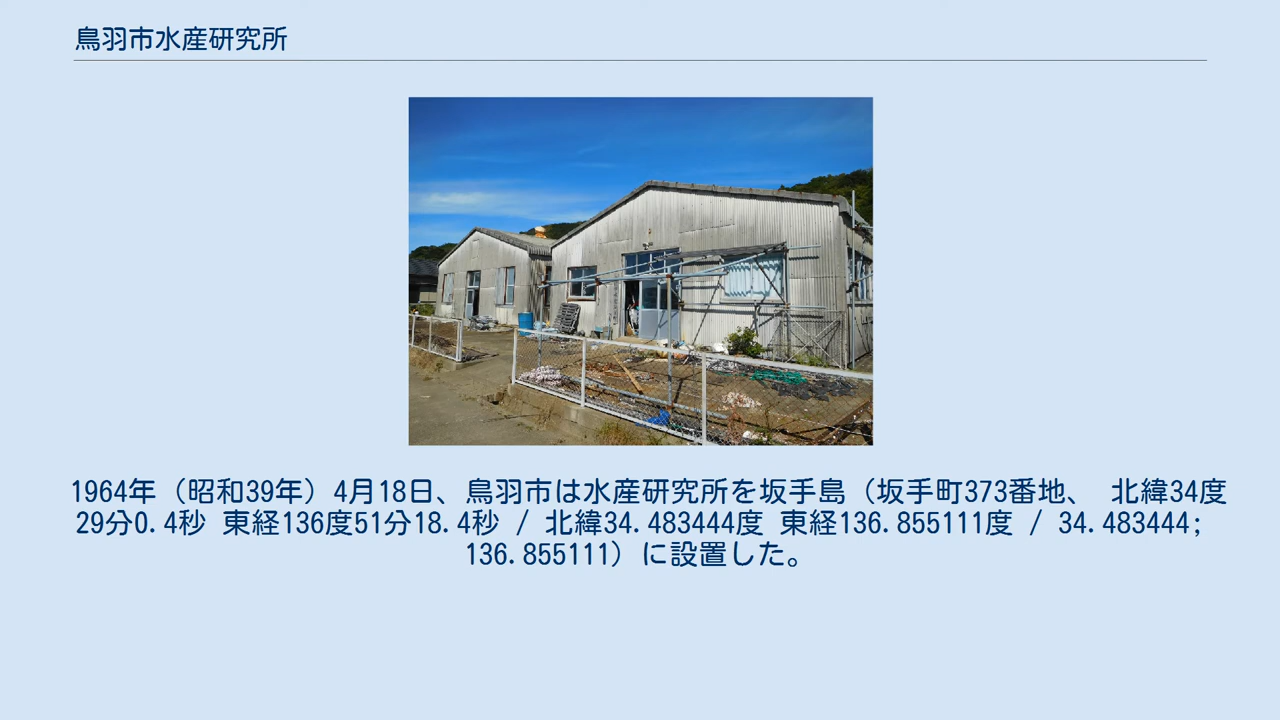 鳥羽市水産研究所
1964年（昭和39年）4月18日、鳥羽市は水産研究所を坂手島（坂手町373番地、 北緯34度
29分0.4秒 東経136度51分18.4秒 / 北緯34.483444度 東経136.855111度 / 34.483444;
136.855111）に設置した。